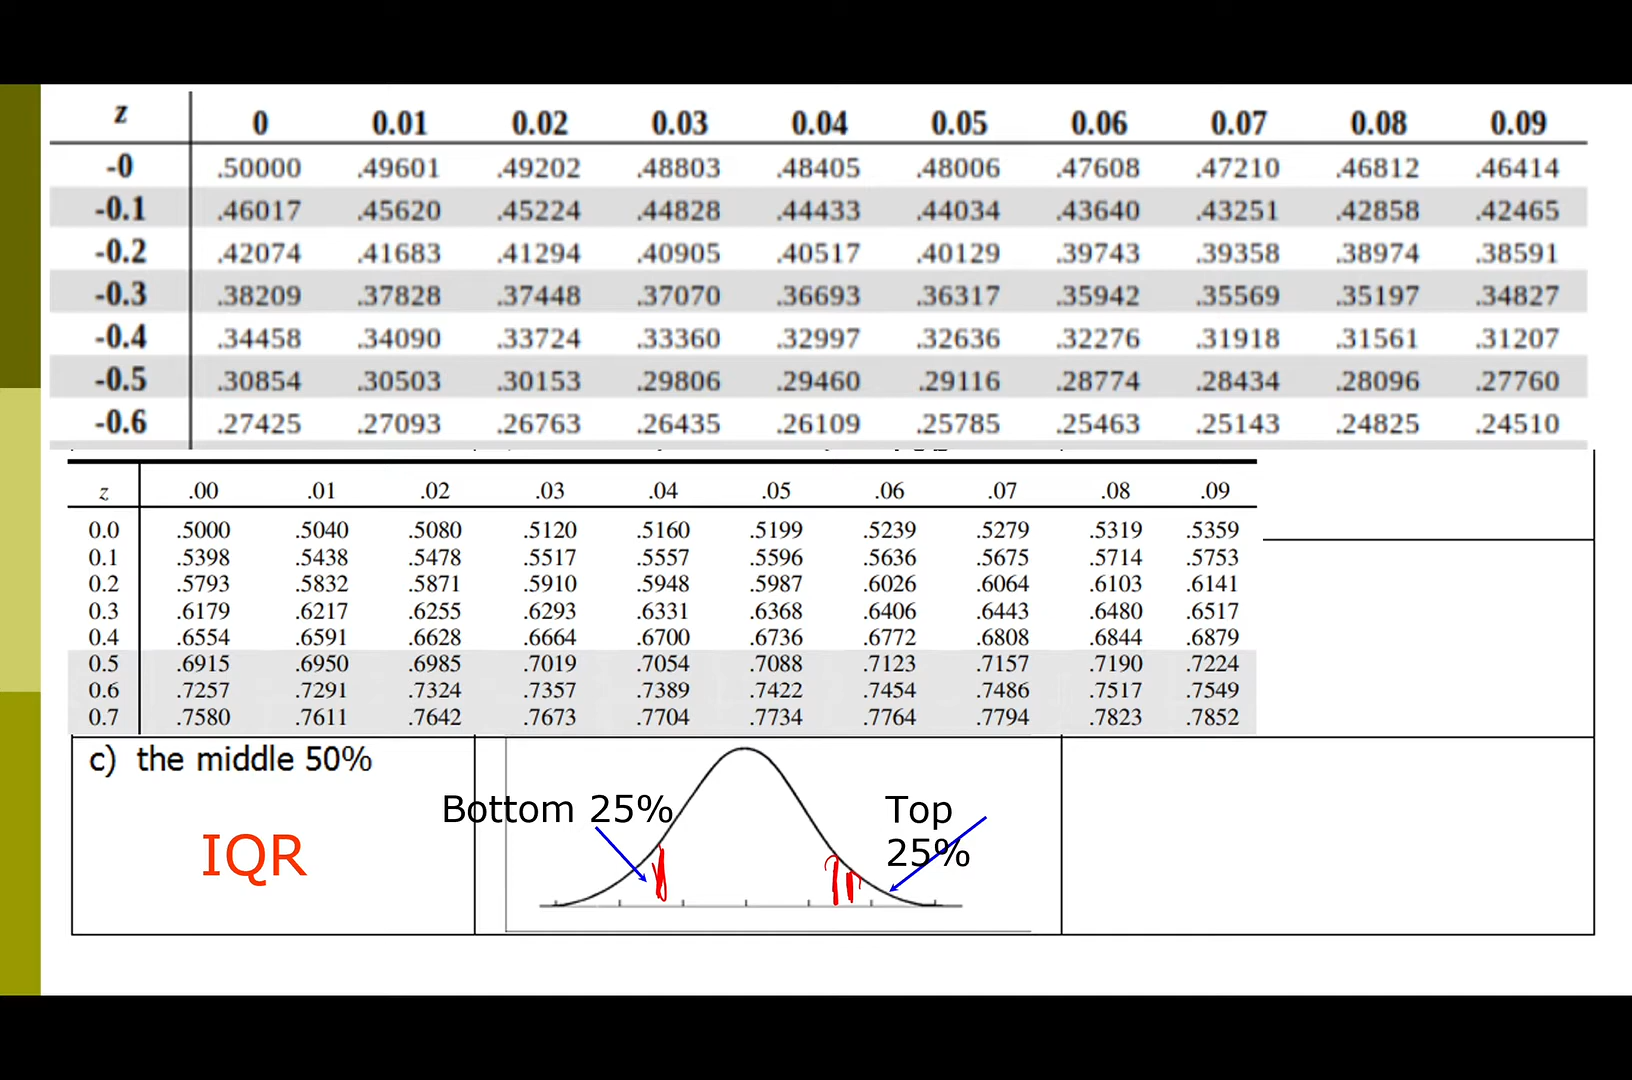 z 0 0.01 0.02 0.03 0.04 0.05 0.06 0.07 0.08 0.09
-0 .50000 .49601 .49202 .48803 .48405 .48006 .47608 .47210 .46812 .46414
-0.1 .46017 .45620 .45224 .44828 .44433 .44034 .43640 .43251 .42858 .42465
-0.2 .42074 .41683 .41294 .40905 .40517 .40129 .39743 .39358 .38974 .38591
-0.3 .38209 .37828 .37448 .37070 .36693 .36317 .35942 .35569 .35197 .34827
-0.4 .34458 .34090 .33724 .33360 .32997 .32636 .32276 .31918 .31561 .31207
-0.5 .30854 .30503 .30153 .29806 .29460 .29116 .28774 .28434 .28096 .27760
-0.6 .27425 .27093 .26763 .26435 .26109 .25785 .25463 .25143 .24825 .24510
z .00 .01 .02 .03 .04 .05 .06 .07 .08 .09
0.0 .5000 .5040 .5080 .5120 .5160 .5199 .5239 .5279 .5319 .5359
0.1 .5398 .5438 .5478 .5517 .5557 .5596 .5636 .5675 .5714 .5753
0.2 .5793 .5832 .5871 .5910 .5948 .5987 .6026 .6064 .6103 .6141
0.3 .6179 .6217 .6255 .6293 .6331 .6368 .6406 .6443 .6480 .6517
0.4 .6554 .6591 .6628 .6664 .6700 .6736 .6772 .6808 .6844 .6879
0.5 .6915 .6950 .6985 .7019 .7054 .7088 .7123 .7157 .7190 .7224
0.6 .7257 .7291 .7324 .7357 .7389 .7422 .7454 .7486 .7517 .7549
0.7 .7580 .7611 .7642 .7673 .7704 .7734 .7764 .7794 .7823 .7852
c) the middle 50%
IQR
Bottom 25%
Top
25%